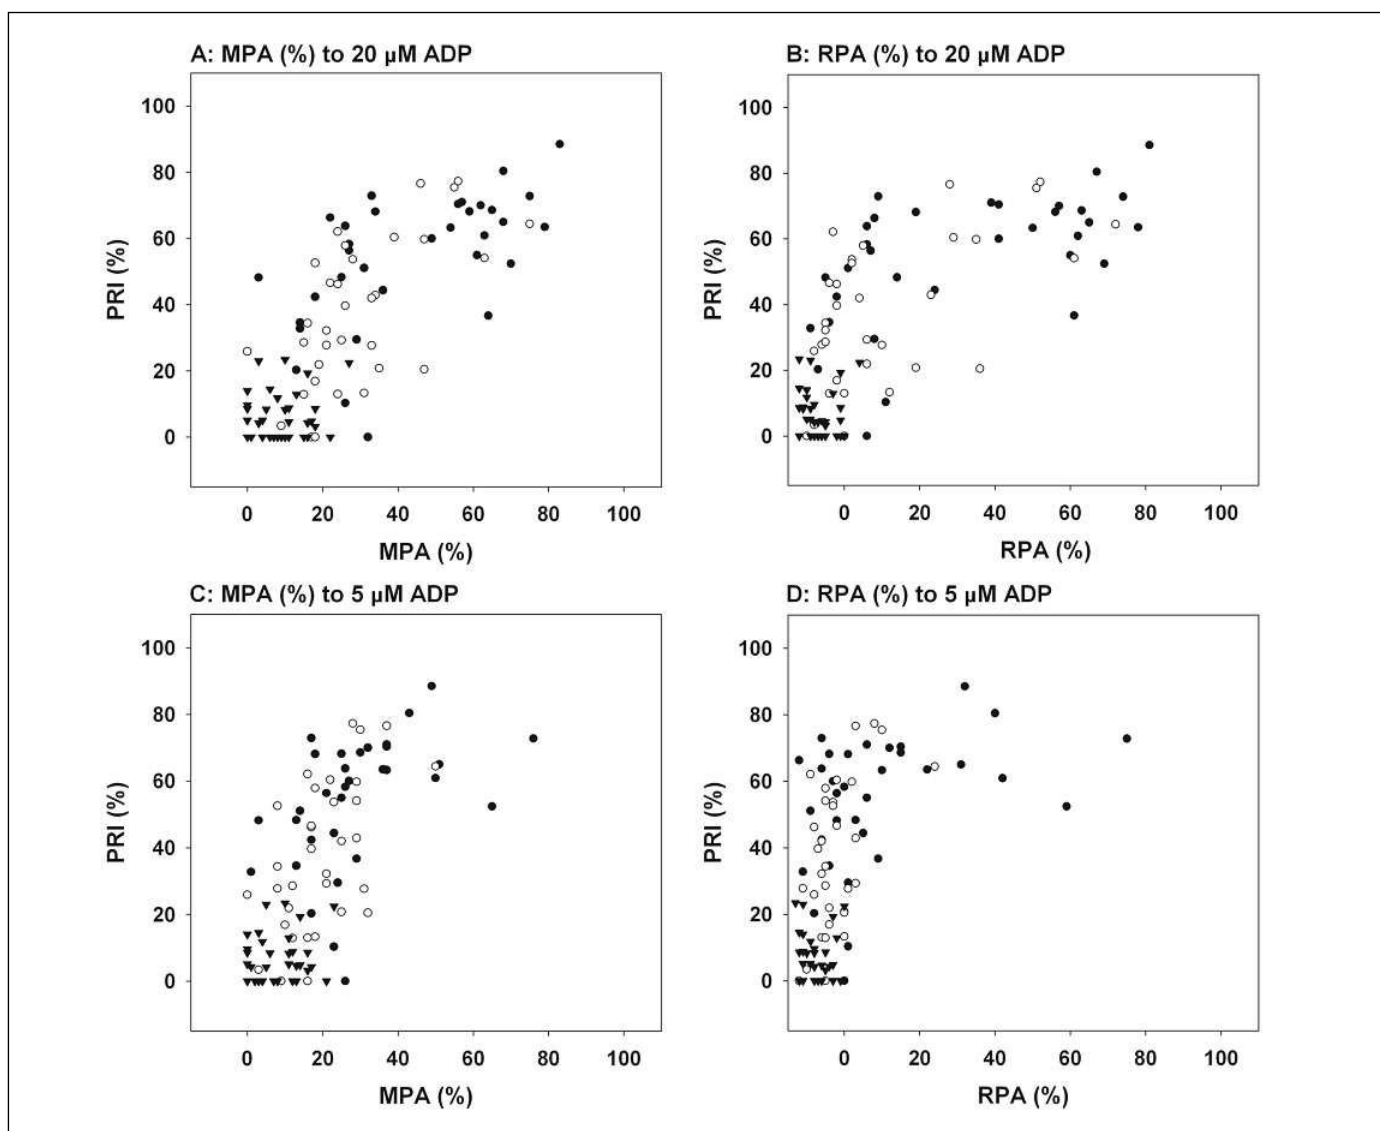 A: MPA (%) to 20 µM ADP
PRI (%)
100
80
60
40
20
0
0 20 40 60 80 100
MPA (%)
B: RPA (%) to 20 µM ADP
PRI (%)
100
80
60
40
20
0
0 20 40 60 80 100
RPA (%)
C: MPA (%) to 5 µM ADP
PRI (%)
100
80
60
40
20
0
0 20 40 60 80 100
MPA (%)
D: RPA (%) to 5 µM ADP
PRI (%)
100
80
60
40
20
0
0 20 40 60 80 100
RPA (%)